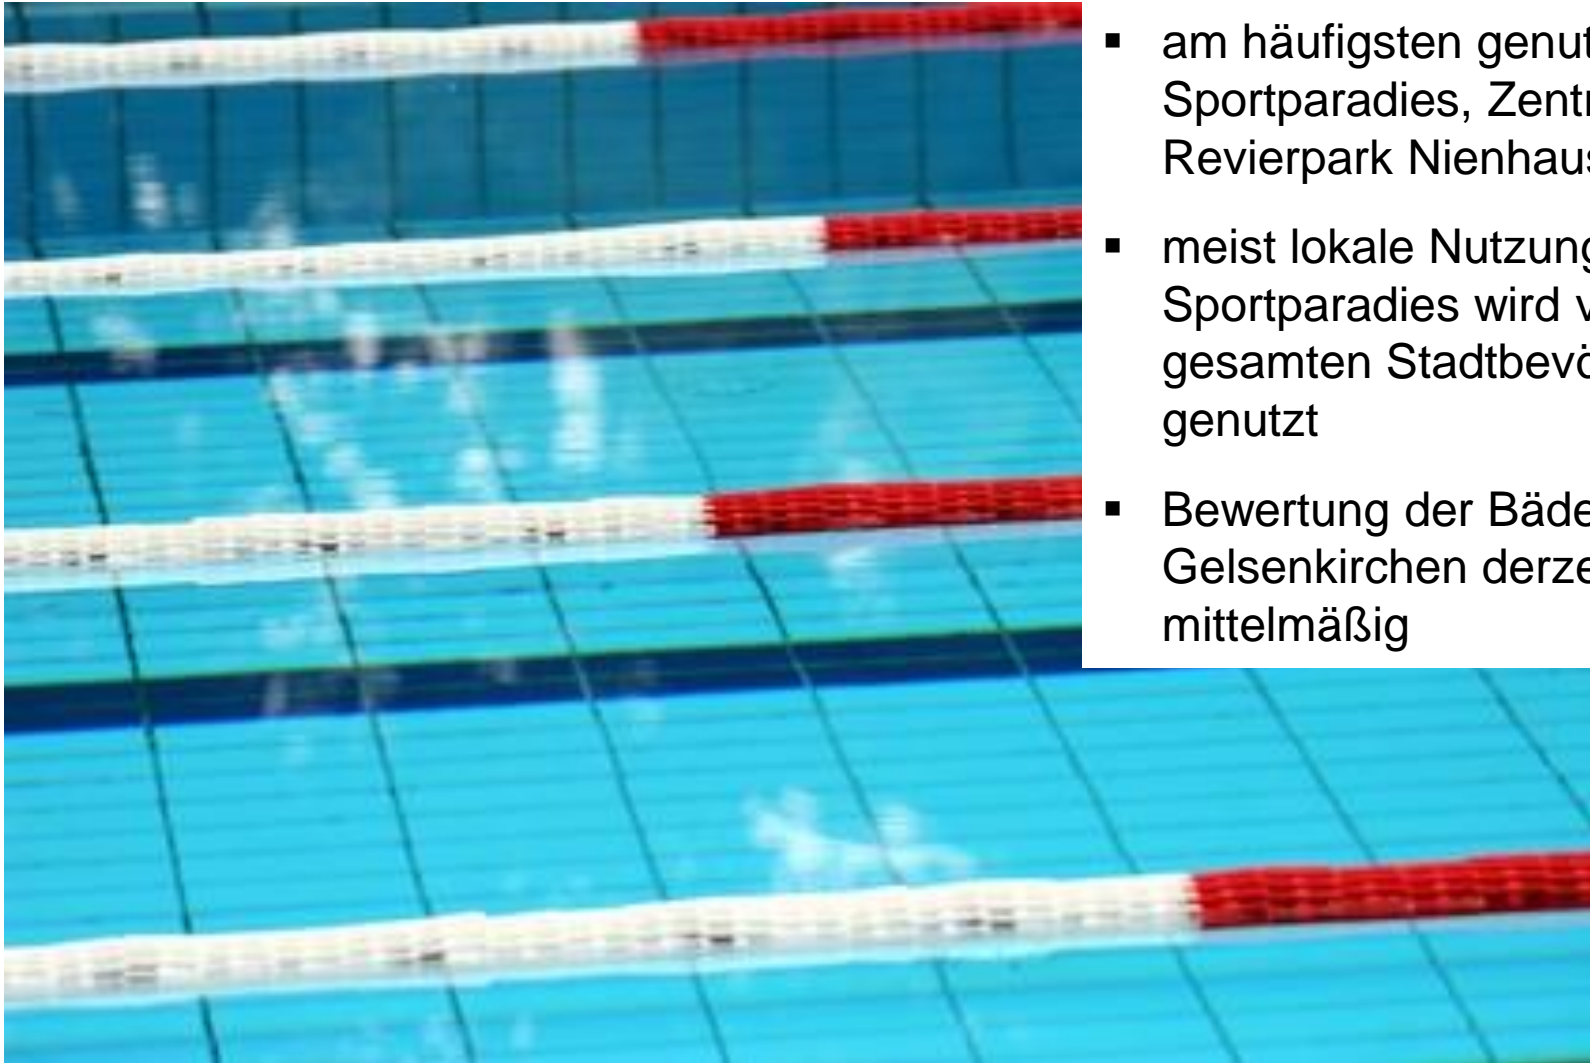 ▪ am häufigsten genut
Sportparadies, Zentr
Revierpark Nienhaus
▪ meist lokale Nutzung
Sportparadies wird v
gesamten Stadtbevö
genutzt
▪ Bewertung der Bäde
Gelsenkirchen derze
mittelmäßig